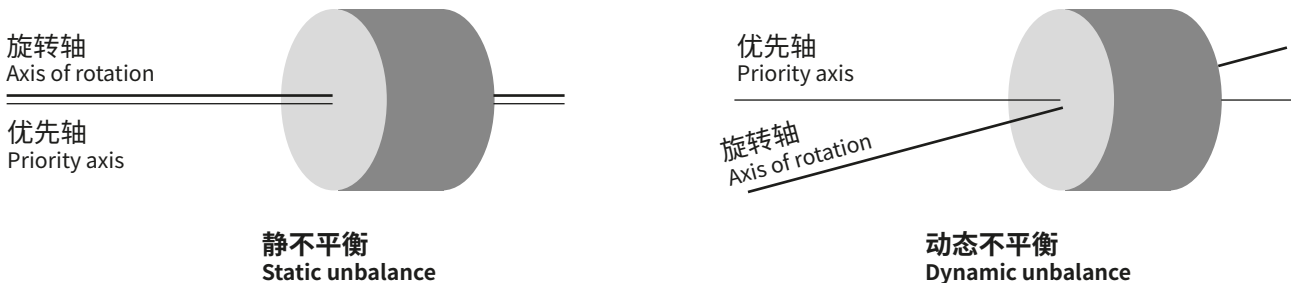 旋转轴
Axis of rotation
优先轴
Priority axis
静不平衡
Static unbalance
优先轴
Priority axis
旋转轴
Axis of rotation
动态不平衡
Dynamic unbalance